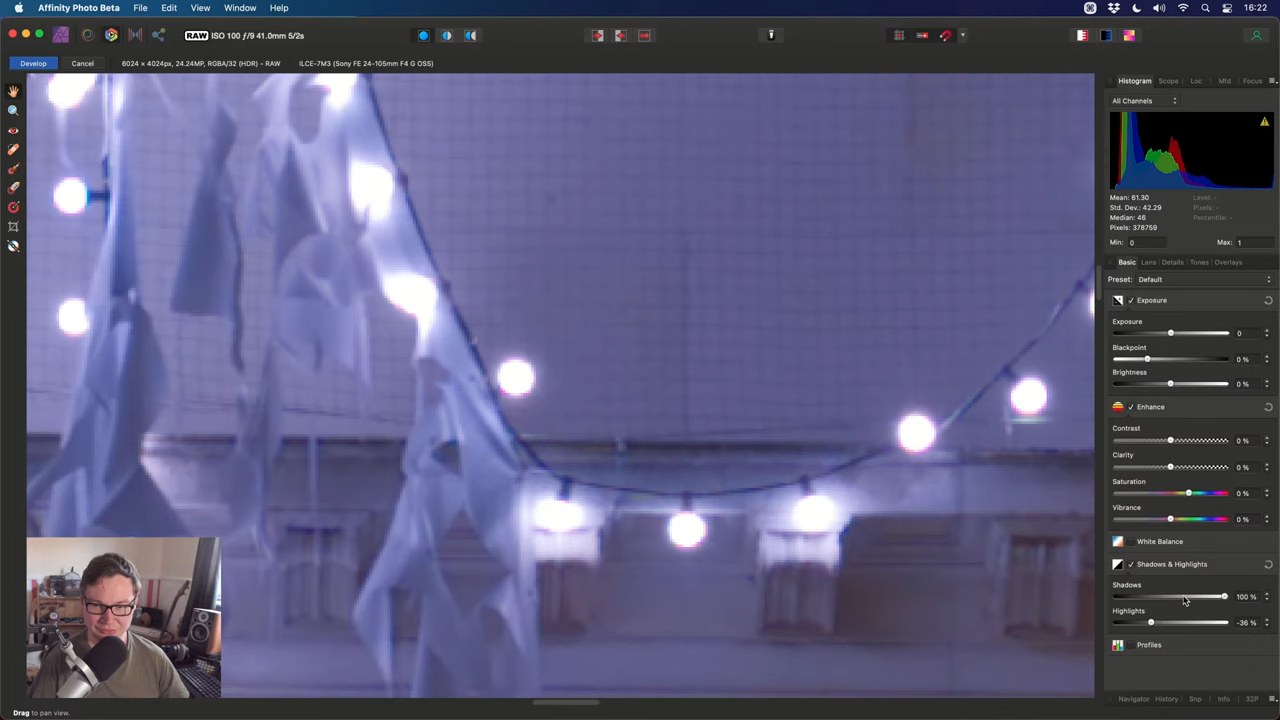 Affinity Photo Beta File Edit View Window Help 16:22
RAW ISO 100 ƒ/9 41.0mm 5/2s
Develop Cancel 6024 × 4024px, 24.24MP, RGBA/32 (HDR) - RAW ILCE-7M3 (Sony FE 24-105mm F4 G OSS)
Histogram Scope Loc Mtd Focus
All Channels
Mean: 61.30 Level: -
Std. Dev.: 42.29 Pixels: -
Median: 46 Percentile: -
Pixels: 378759
Min: 0 Max: 1
Basic Lens Details Tones Overlays
Preset: Default
Exposure
Exposure
0
Blackpoint
0 %
Brightness
0 %
Enhance
Contrast
0 %
Clarity
0 %
Saturation
0 %
Vibrance
0 %
White Balance
Shadows & Highlights
Shadows
100 %
Highlights
-36 %
Profiles
Navigator History Snp Info 32P
Drag to pan view.